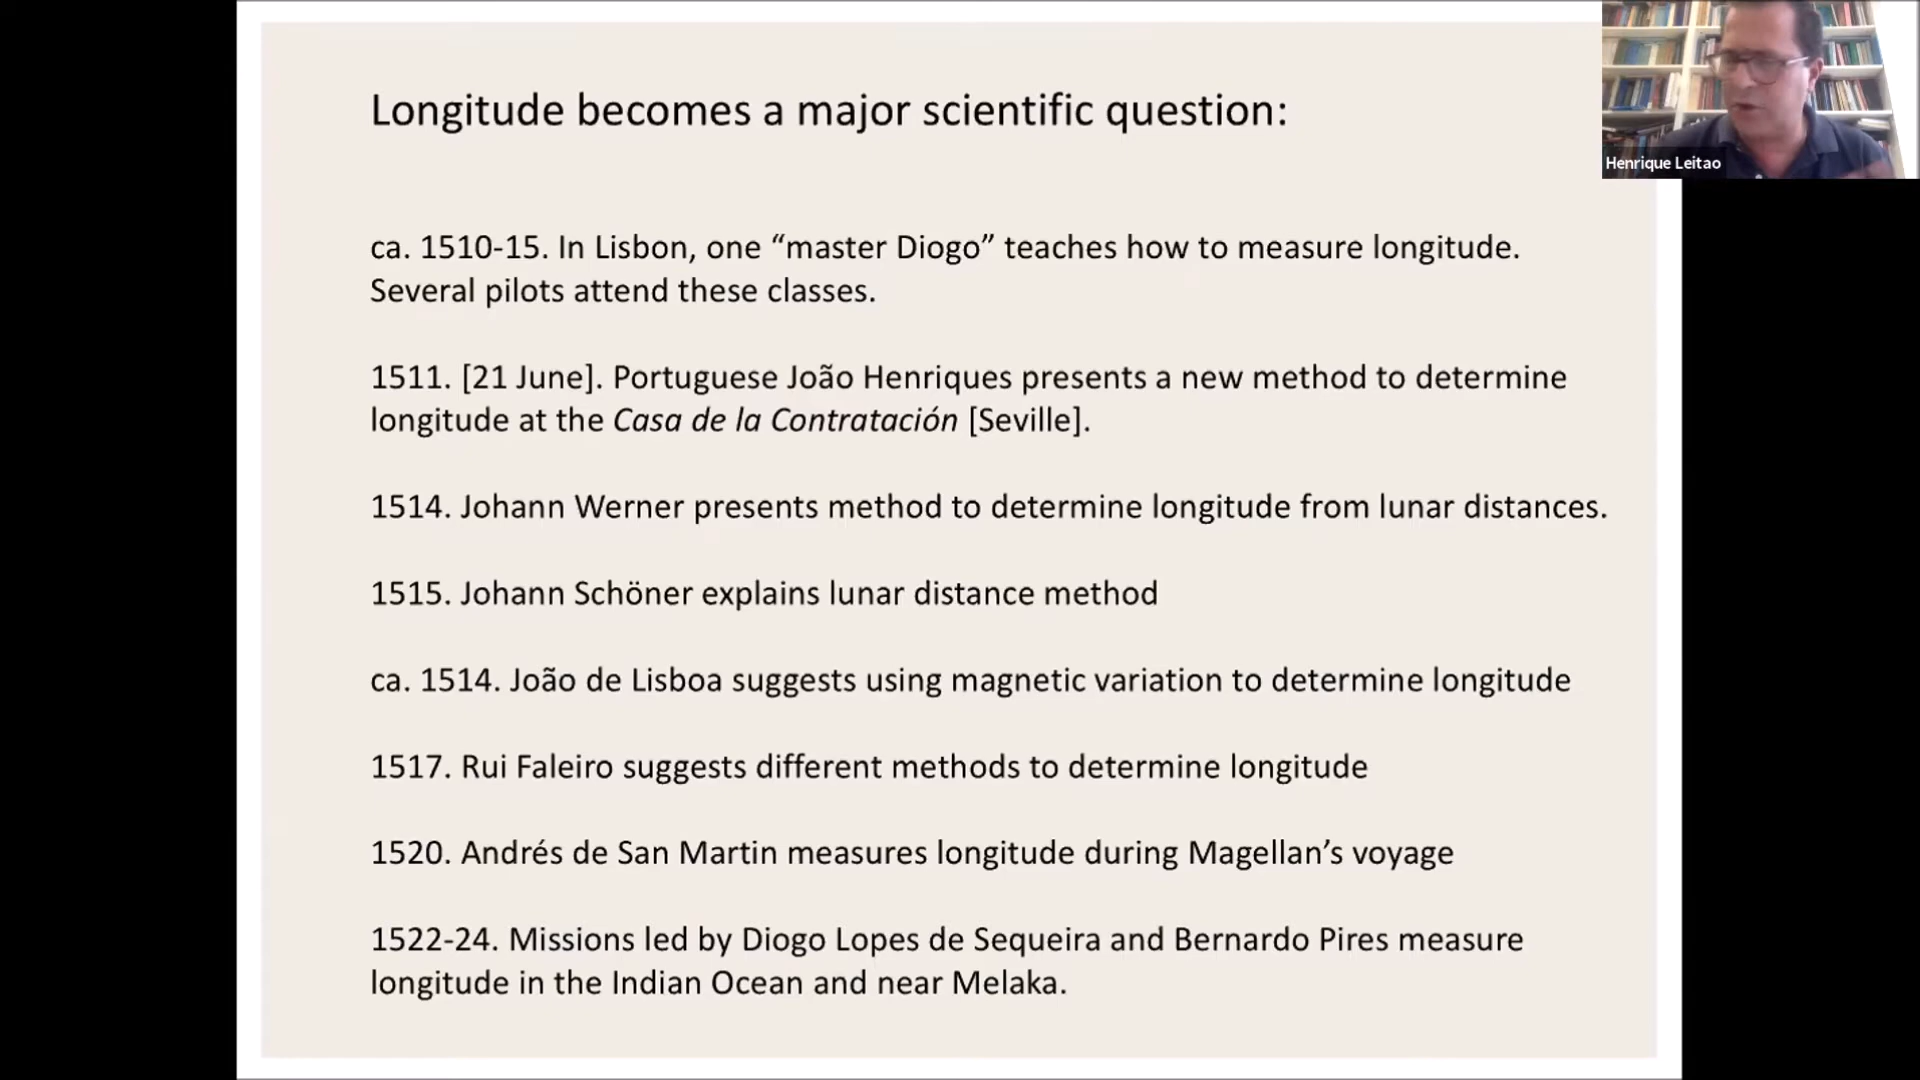 Longitude becomes a major scientific question:
Henrique Leitao
ca. 1510-15. In Lisbon, one “master Diogo” teaches how to measure longitude.
Several pilots attend these classes.
1511. [21 June]. Portuguese João Henriques presents a new method to determine
longitude at the Casa de la Contratación [Seville].
1514. Johann Werner presents method to determine longitude from lunar distances.
1515. Johann Schöner explains lunar distance method
ca. 1514. João de Lisboa suggests using magnetic variation to determine longitude
1517. Rui Faleiro suggests different methods to determine longitude
1520. Andrés de San Martin measures longitude during Magellan’s voyage
1522-24. Missions led by Diogo Lopes de Sequeira and Bernardo Pires measure
longitude in the Indian Ocean and near Melaka.